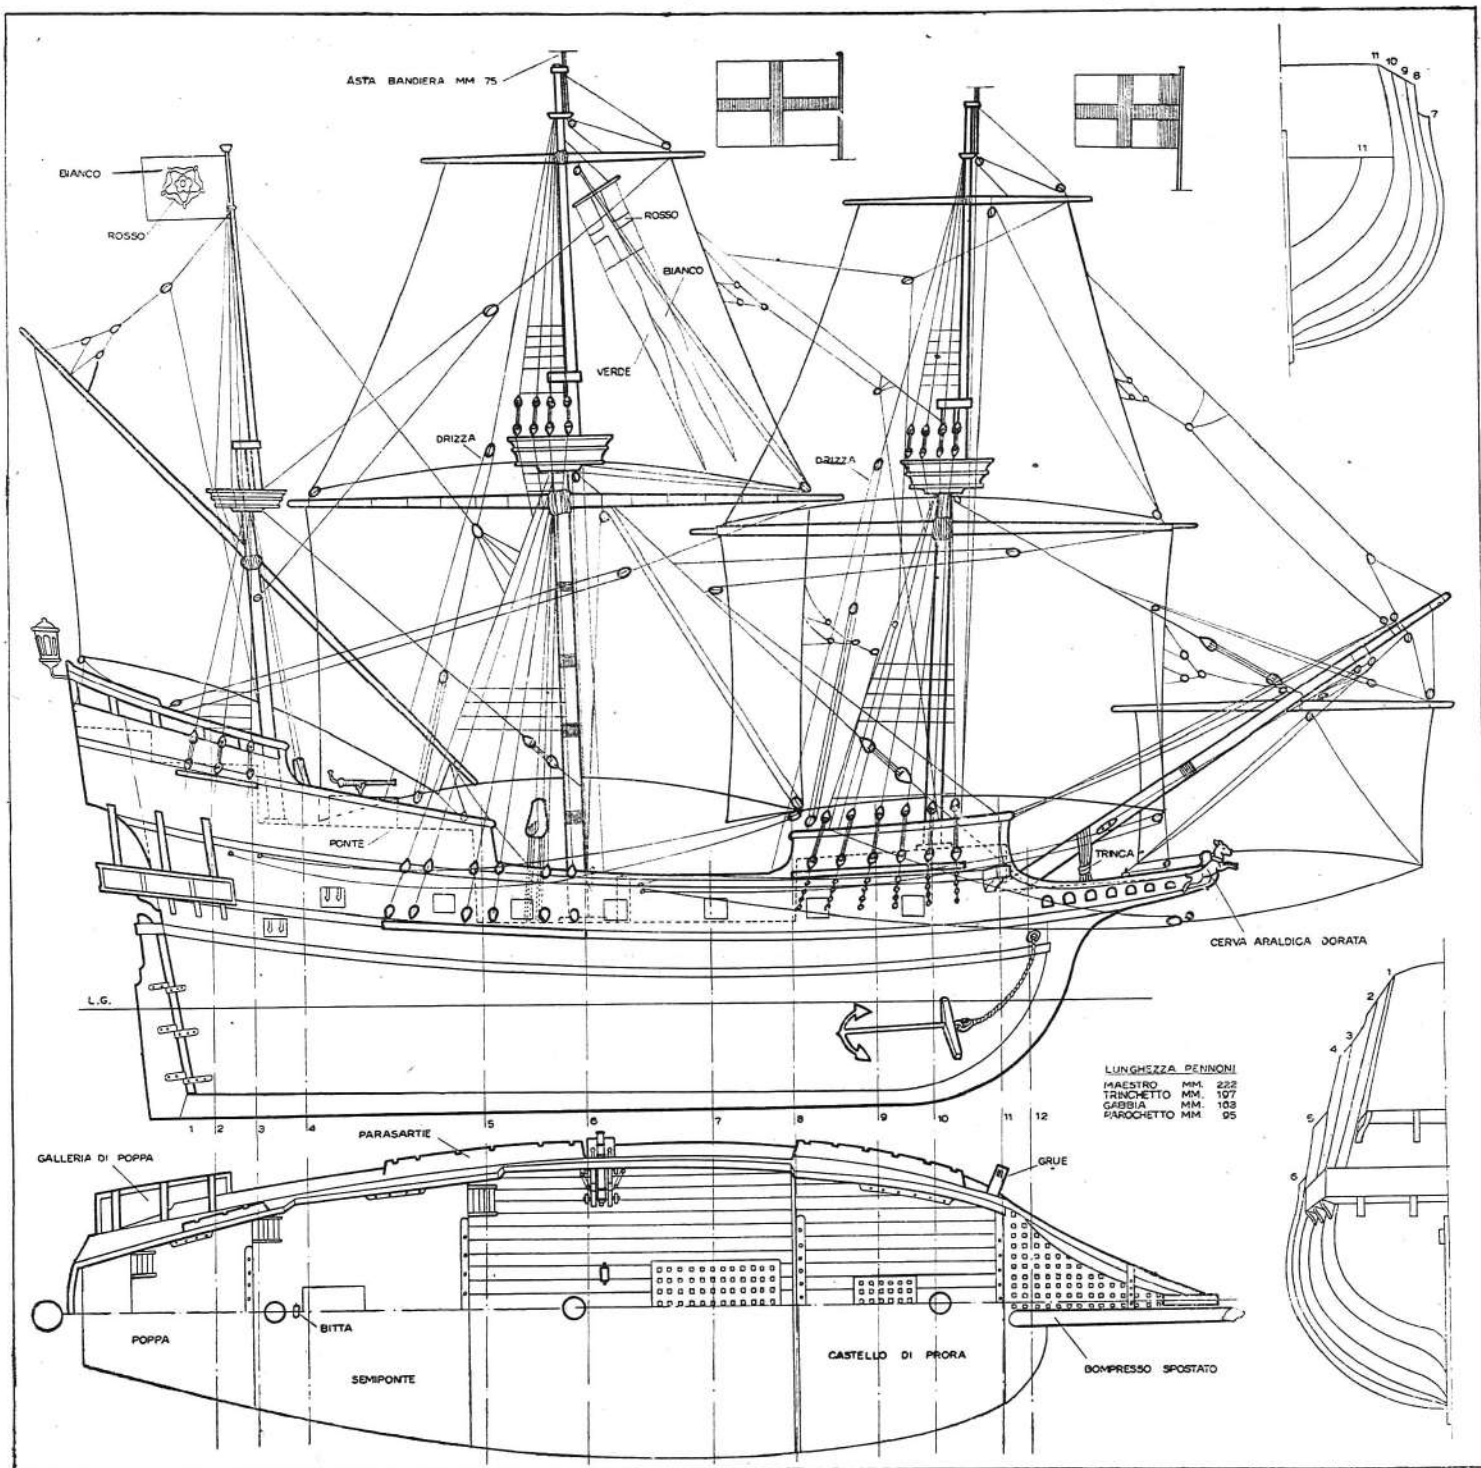 ASTA BANDIERA MM 75
11 10 9 8
7
11
BIANCO
ROSSO
ROSSO
BIANCO
VERDE
DRIZZA
DRIZZA
PONTE
TRINCA
CERVA ARALDICA DORATA
L.G.
1
2
3
4
5
6
LUNGHEZZA PENNONI
MAESTRO MM. 222
TRINCHETTO MM. 197
GABBIA MM. 163
PAROCHETTO MM 95
1 2 3 4 5 6 7 8 9 10 11 12
PARASARTIE
GALLERIA DI POPPA
GRUE
BITTA
POPPA
SEMIPONTE
CASTELLO DI PRORA
BOMPRESSO SPOSTATO